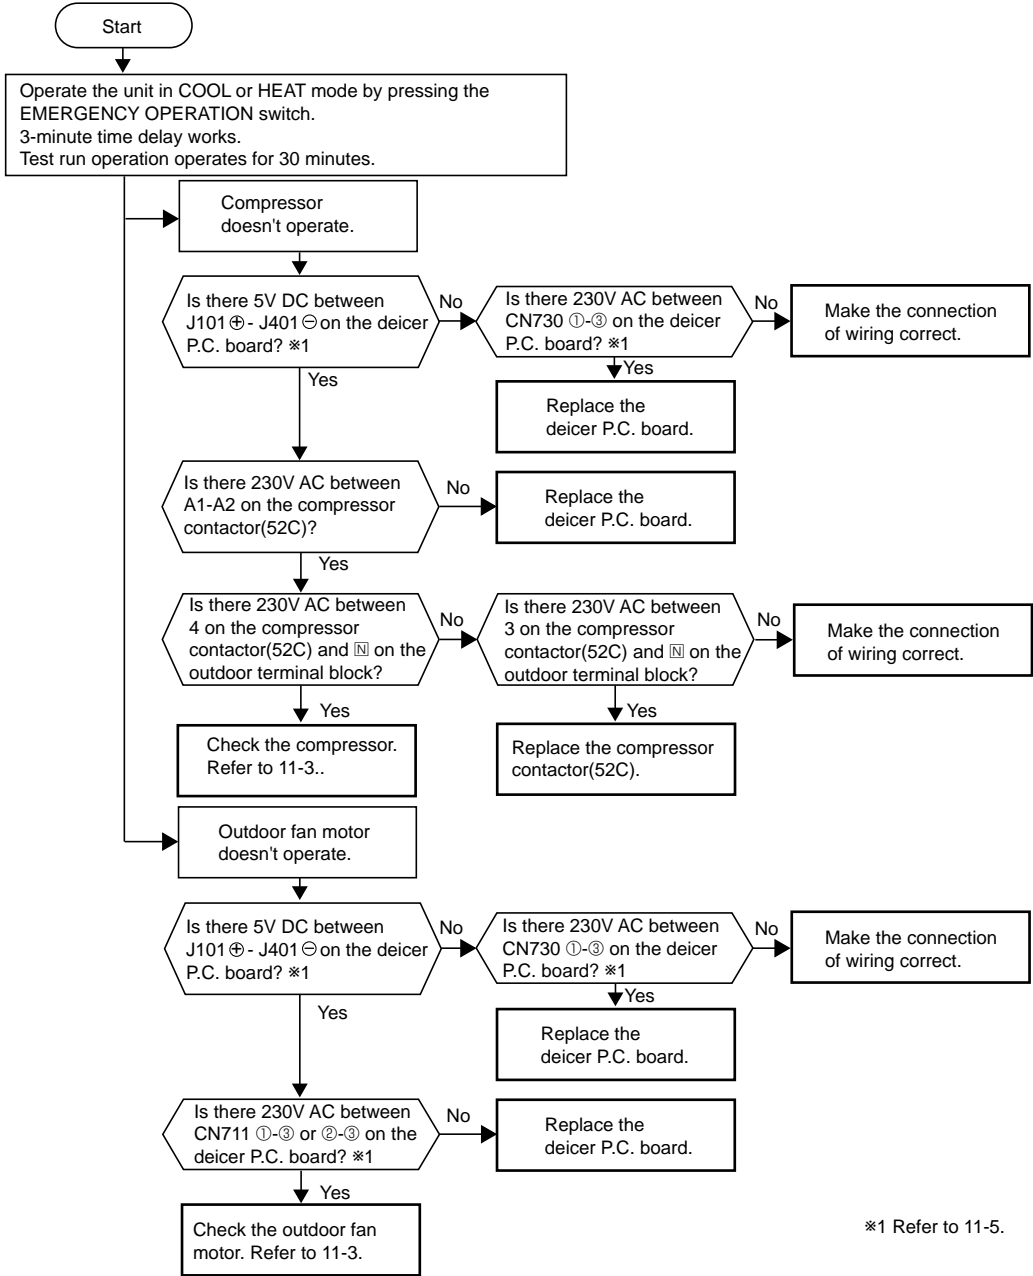 Start
Operate the unit in COOL or HEAT mode by pressing the
EMERGENCY OPERATION switch.
3-minute time delay works.
Test run operation operates for 30 minutes.
Compressor
doesn't operate.
Is there 5V DC between
J101 ⊕ - J401 ⊖ on the deicer
P.C. board? ※1
No
Is there 230V AC between
CN730 ①-③ on the deicer
P.C. board? ※1
No
Make the connection
of wiring correct.
Yes
Replace the
deicer P.C. board.
Yes
Is there 230V AC between
A1-A2 on the compressor
contactor(52C)?
No
Replace the
deicer P.C. board.
Yes
Is there 230V AC between
4 on the compressor
contactor(52C) and 🄽 on the
outdoor terminal block?
No
Is there 230V AC between
3 on the compressor
contactor(52C) and 🄽 on the
outdoor terminal block?
No
Make the connection
of wiring correct.
Yes
Check the compressor.
Refer to 11-3..
Yes
Replace the compressor
contactor(52C).
Outdoor fan motor
doesn't operate.
Is there 5V DC between
J101 ⊕ - J401 ⊖ on the deicer
P.C. board? ※1
No
Is there 230V AC between
CN730 ①-③ on the deicer
P.C. board? ※1
No
Make the connection
of wiring correct.
Yes
Replace the
deicer P.C. board.
Yes
Is there 230V AC between
CN711 ①-③ or ②-③ on the
deicer P.C. board? ※1
No
Replace the
deicer P.C. board.
Yes
Check the outdoor fan
motor. Refer to 11-3.
※1 Refer to 11-5.